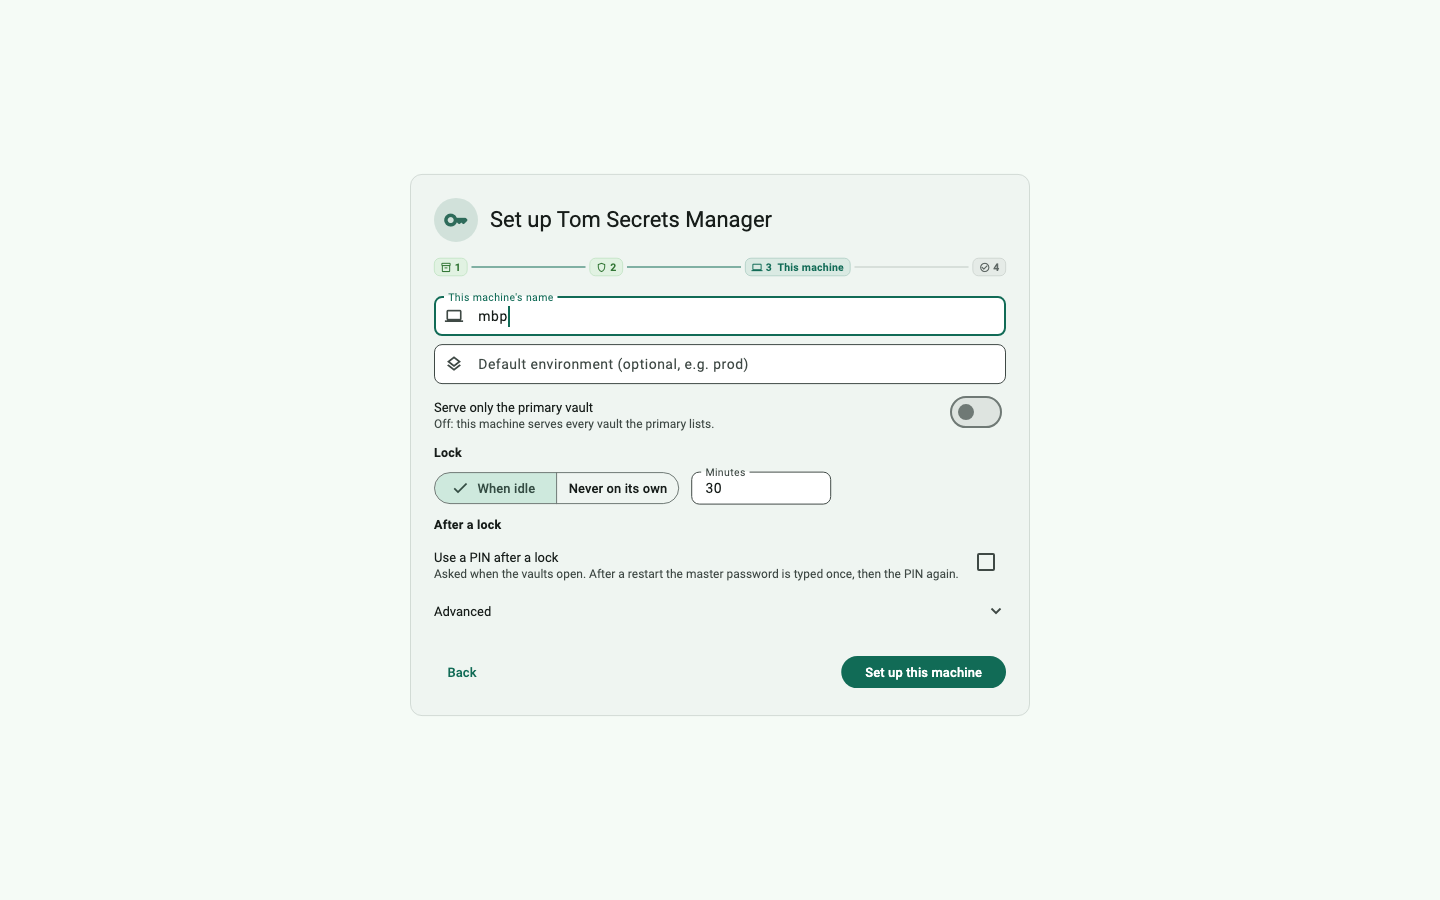 Set up Tom Secrets Manager
1
2
3 This machine
4
This machine's name
mbp
Default environment (optional, e.g. prod)
Serve only the primary vault
Off: this machine serves every vault the primary lists.
Lock
When idle
Never on its own
Minutes
30
After a lock
Use a PIN after a lock
Asked when the vaults open. After a restart the master password is typed once, then the PIN again.
Advanced
Back
Set up this machine